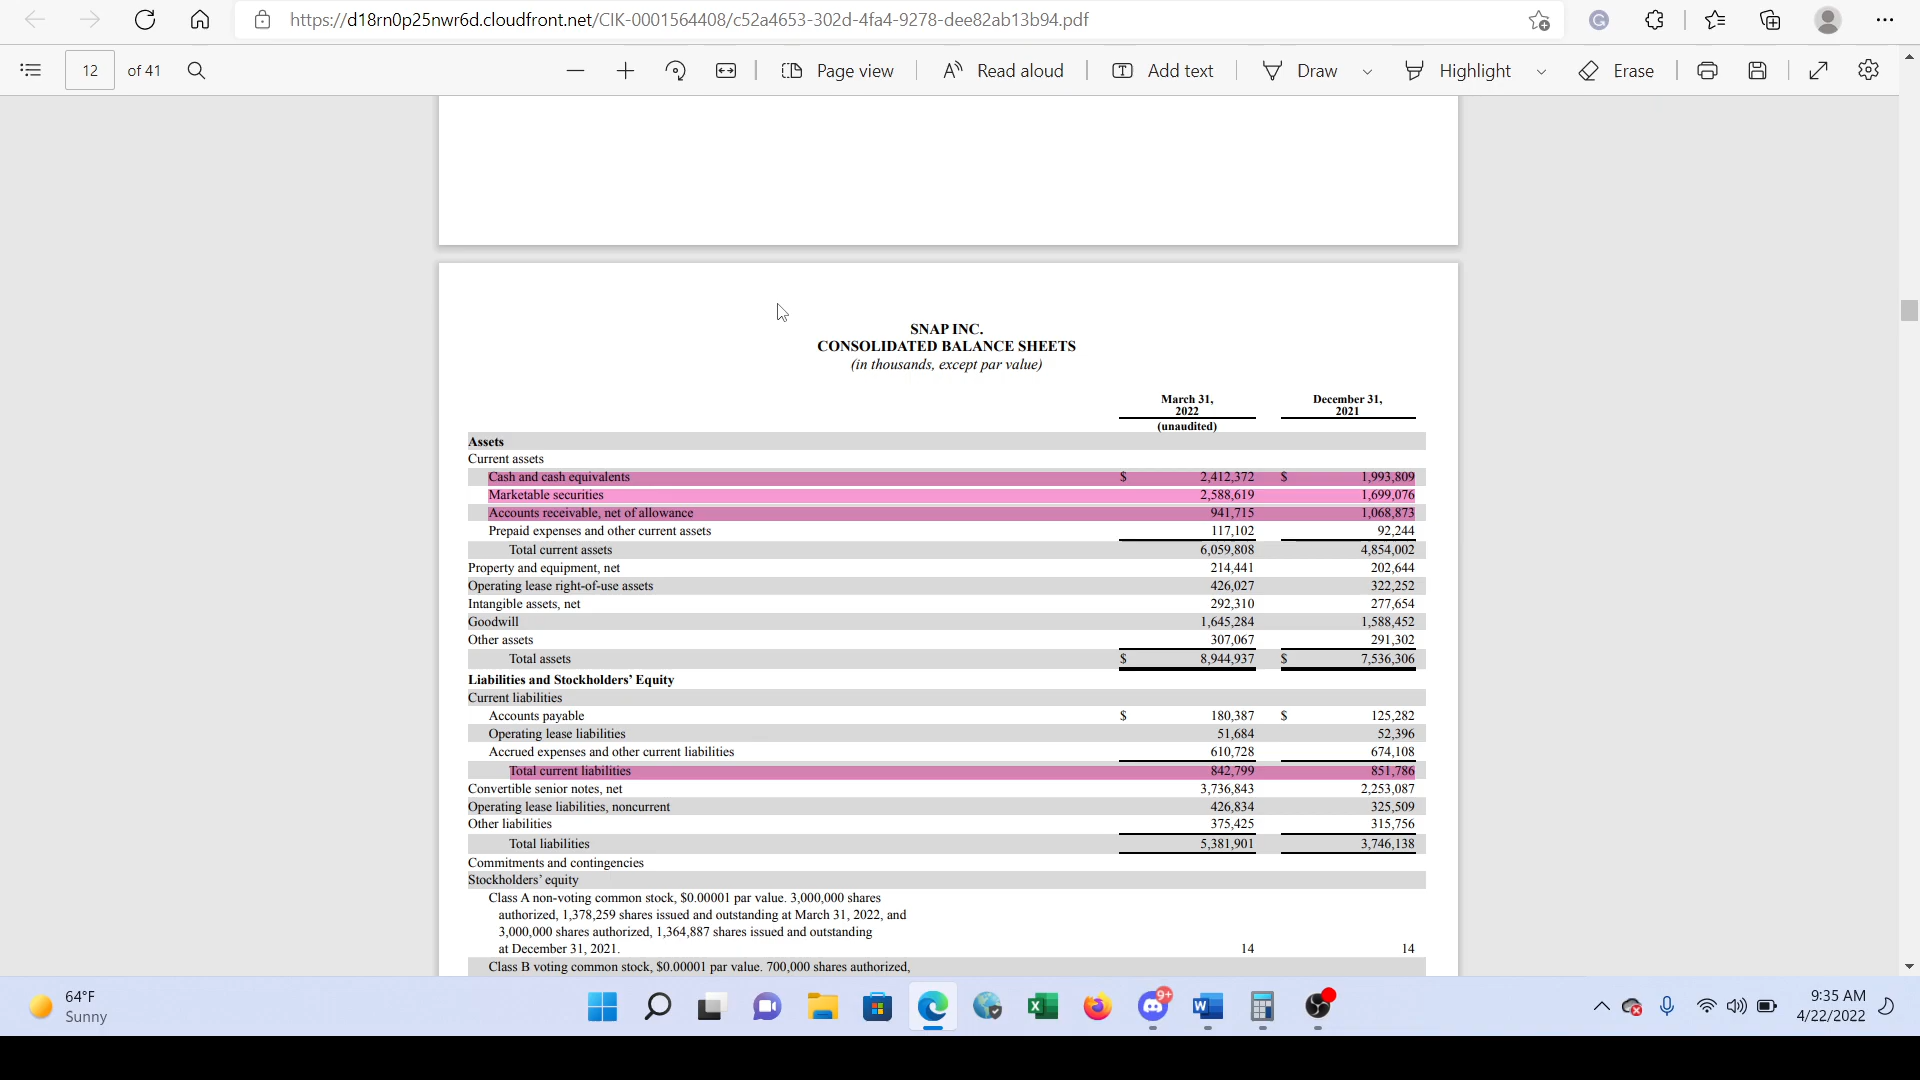 https://d18rn0p25nwr6d.cloudfront.net/CIK-0001564408/c52a4653-302d-4fa4-9278-dee82ab13b94.pdf
12 of 41 Page view Read aloud Add text Draw Highlight Erase
SNAP INC.
CONSOLIDATED BALANCE SHEETS
(in thousands, except par value)
March 31, December 31,
2022 2021
(unaudited)
Assets
Current assets
Cash and cash equivalents $ 2,412,372 $ 1,993,809
Marketable securities 2,588,619 1,699,076
Accounts receivable, net of allowance 941,715 1,068,873
Prepaid expenses and other current assets 117,102 92,244
Total current assets 6,059,808 4,854,002
Property and equipment, net 214,441 202,644
Operating lease right-of-use assets 426,027 322,252
Intangible assets, net 292,310 277,654
Goodwill 1,645,284 1,588,452
Other assets 307,067 291,302
Total assets $ 8,944,937 $ 7,536,306
Liabilities and Stockholders' Equity
Current liabilities
Accounts payable $ 180,387 $ 125,282
Operating lease liabilities 51,684 52,396
Accrued expenses and other current liabilities 610,728 674,108
Total current liabilities 842,799 851,786
Convertible senior notes, net 3,736,843 2,253,087
Operating lease liabilities, noncurrent 426,834 325,509
Other liabilities 375,425 315,756
Total liabilities 5,381,901 3,746,138
Commitments and contingencies
Stockholders' equity
Class A non-voting common stock, $0.00001 par value. 3,000,000 shares
authorized, 1,378,259 shares issued and outstanding at March 31, 2022, and
3,000,000 shares authorized, 1,364,887 shares issued and outstanding
at December 31, 2021. 14 14
Class B voting common stock, $0.00001 par value. 700,000 shares authorized,
64°F
Sunny
9+
9:35 AM
4/22/2022